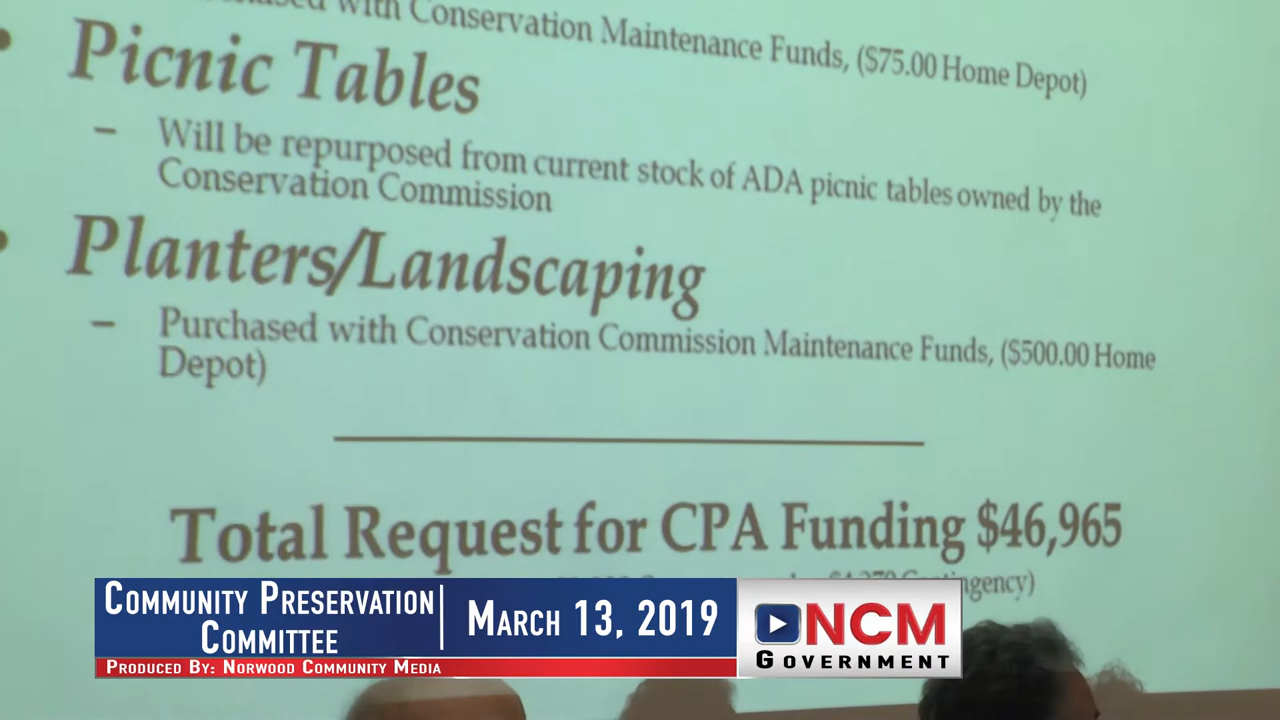 with Conservation Maintenance Funds, ($75.00 Home Depot)
• Picnic Tables
– Will be repurposed from current stock of ADA picnic tables owned by the
Conservation Commission
• Planters/Landscaping
– Purchased with Conservation Commission Maintenance Funds, ($500.00 Home
Depot)
Total Request for CPA Funding $46,965
COMMUNITY PRESERVATION
COMMITTEE
MARCH 13, 2019
PRODUCED BY: NORWOOD COMMUNITY MEDIA
NCM
GOVERNMENT